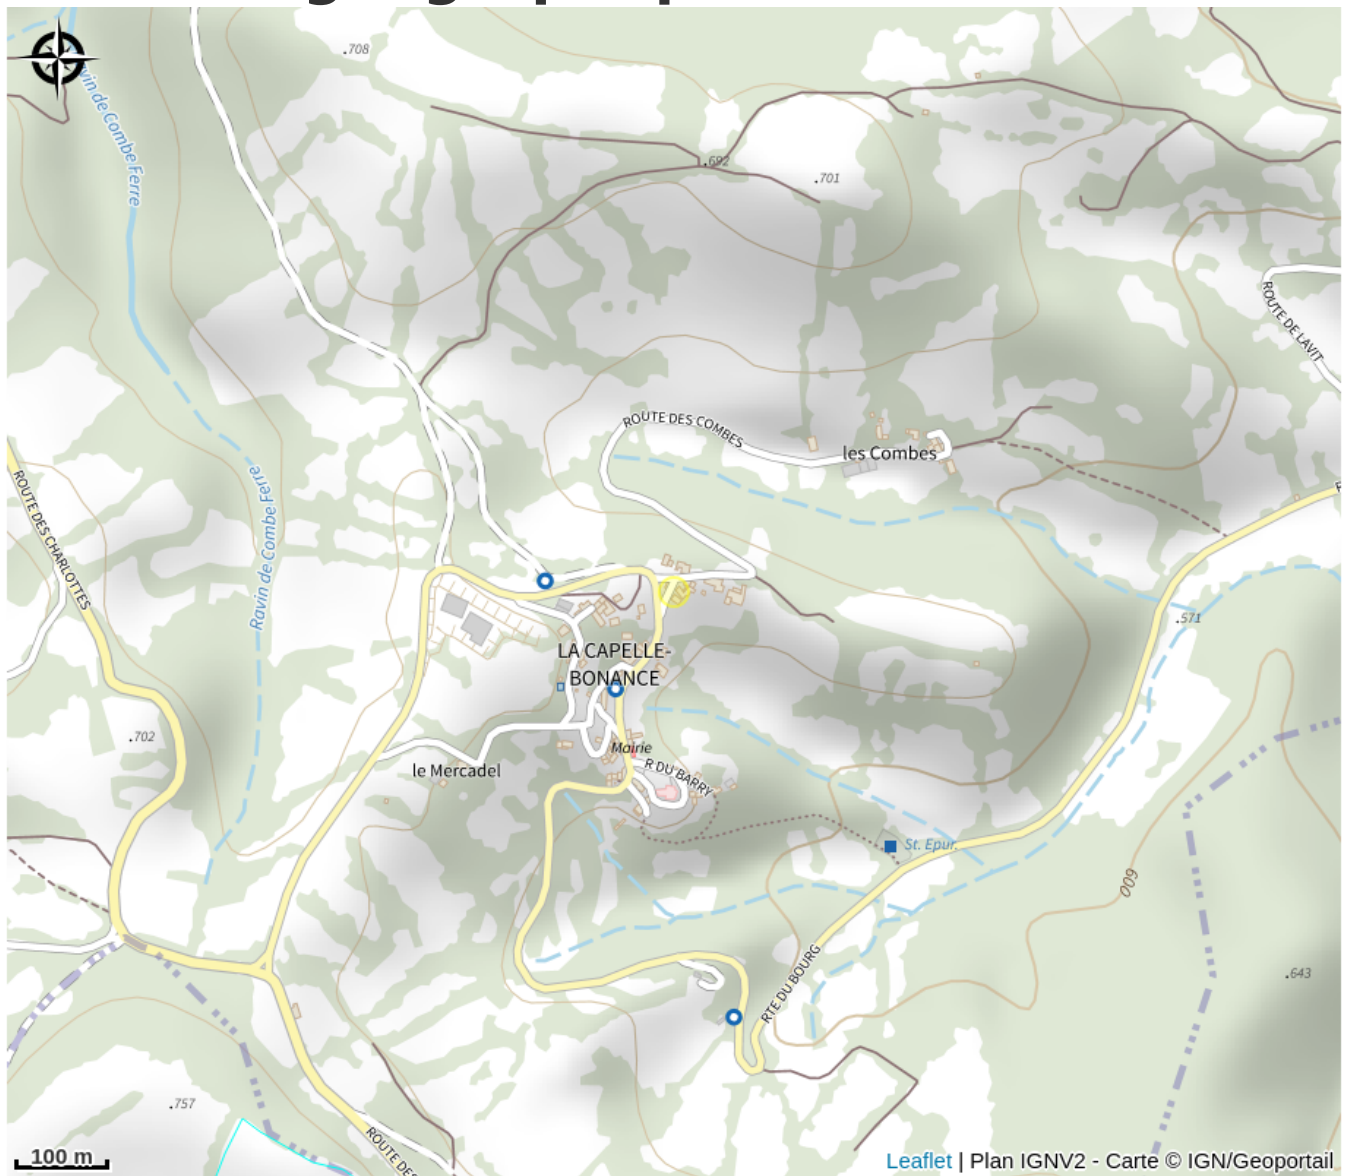 .708
Ravin de Combe Ferre
.692
.701
ROUTE DE LAVIT
ROUTE DES COMBES
les Combes
ROUTE DES CHARLOTTES
Ravin de Combe Ferre
.571
LA CAPELLE-
BONANCE
.702
Mairie
le Mercadel
R DU BARRY
St. Epur.
600
RTE DU BOURG
.643
.757
ROUTE DES
100 m
Leaflet | Plan IGNV2 - Carte © IGN/Geoportail